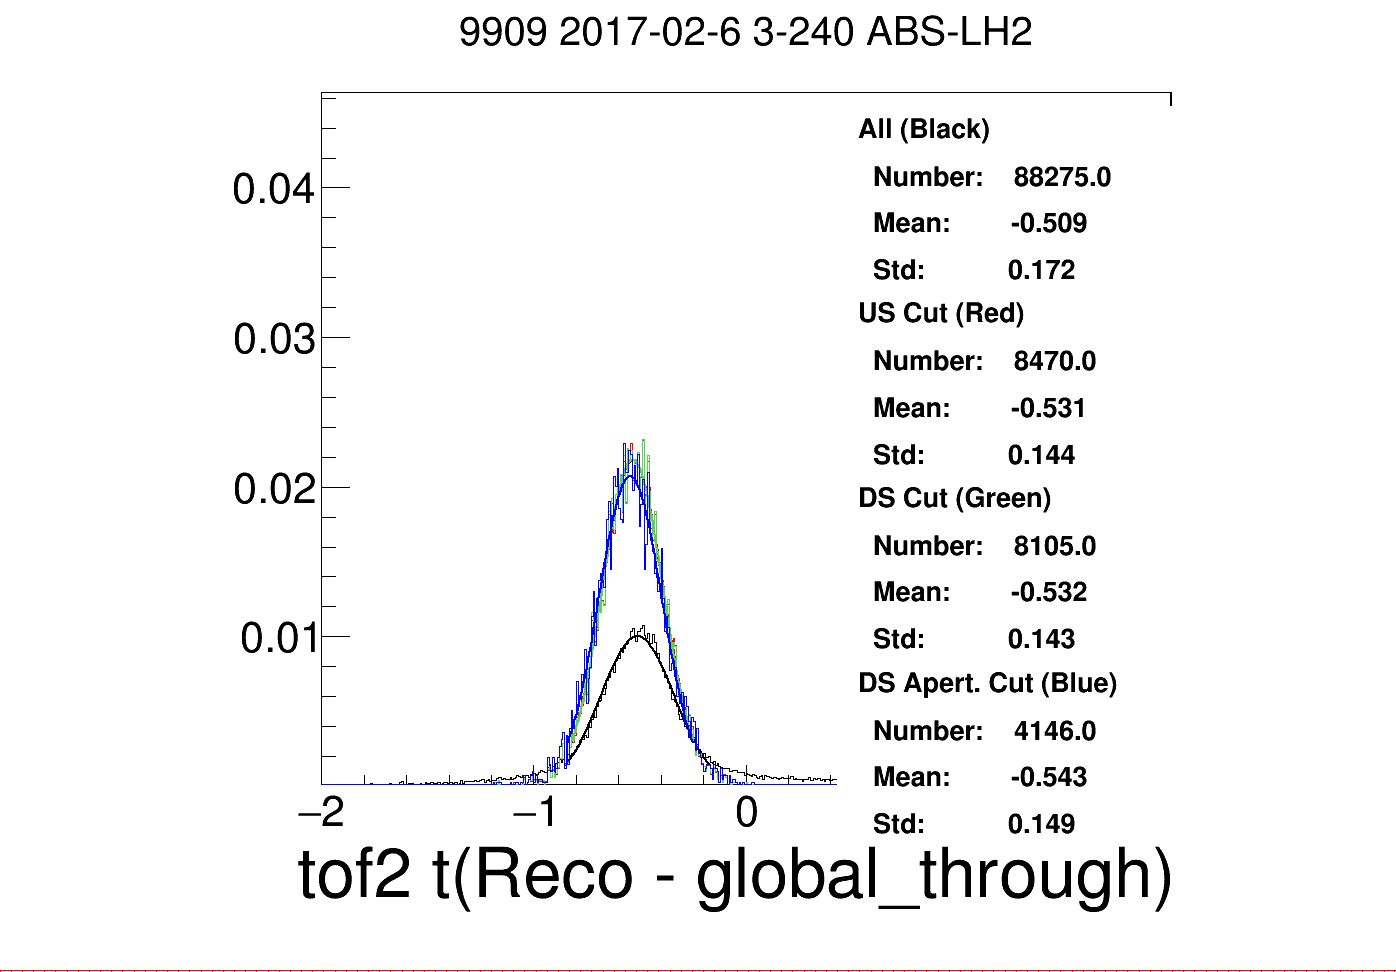 9909 2017-02-6 3-240 ABS-LH2
All (Black)
Number: 88275.0
Mean: -0.509
Std: 0.172
US Cut (Red)
Number: 8470.0
Mean: -0.531
Std: 0.144
DS Cut (Green)
Number: 8105.0
Mean: -0.532
Std: 0.143
DS Apert. Cut (Blue)
Number: 4146.0
Mean: -0.543
Std: 0.149
0.04
0.03
0.02
0.01
−2 −1 0
tof2 t(Reco - global_through)